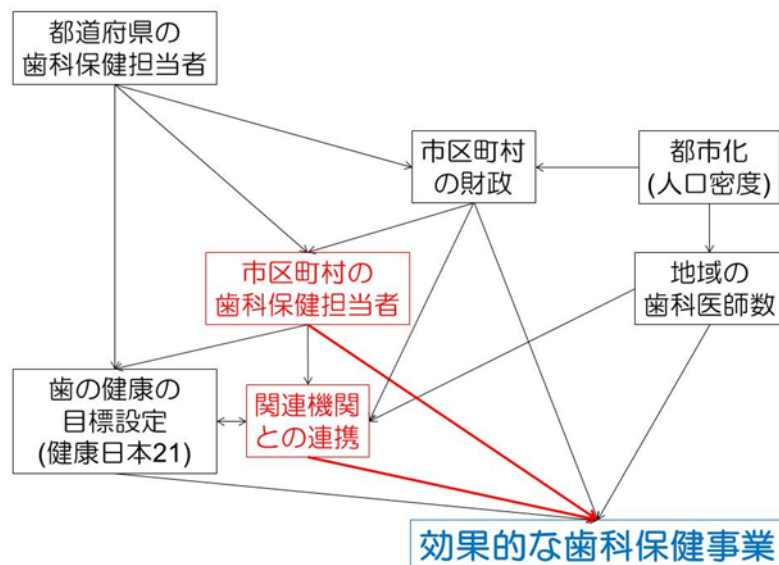 都道府県の
歯科保健担当者
市区町村
の財政
都市化
(人口密度)
市区町村の
歯科保健担当者
地域の
歯科医師数
歯の健康の
目標設定
(健康日本21)
関連機関
との連携
効果的な歯科保健事業